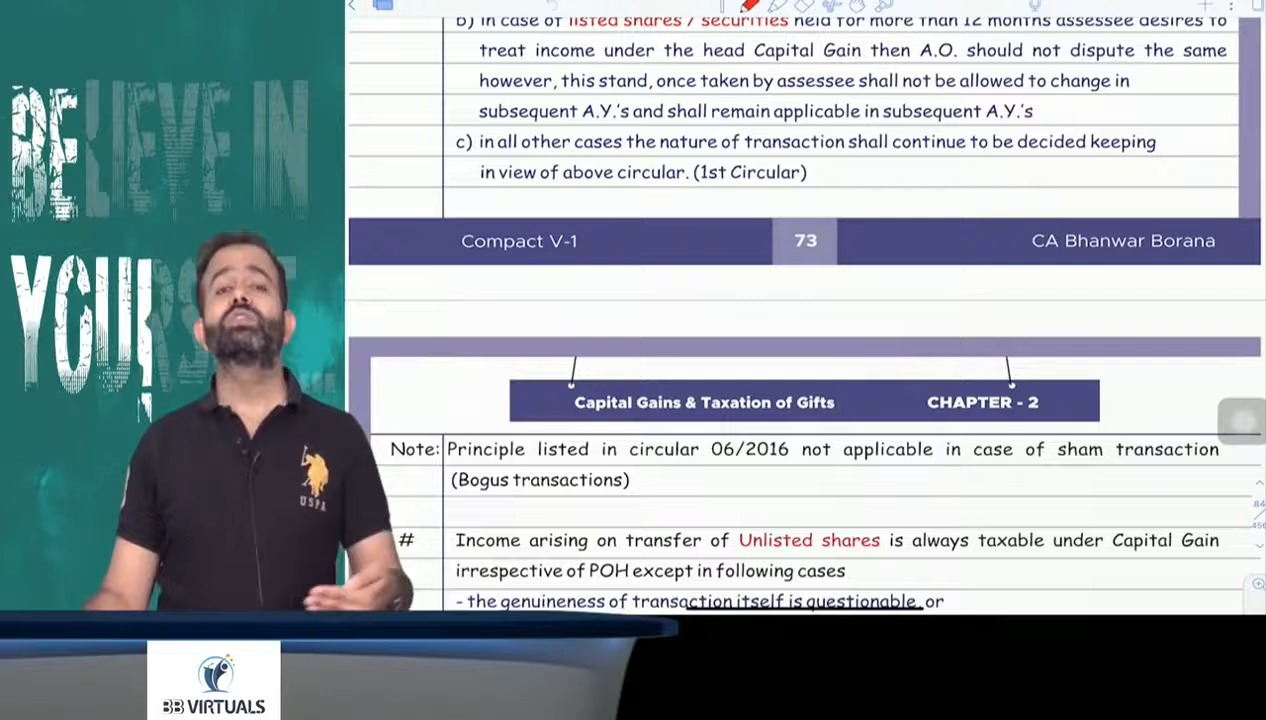 BELIEVE IN
YOURS
b) in case of listed shares / securities held for more than 12 months assessee desires to
treat income under the head Capital Gain then A.O. should not dispute the same
however, this stand, once taken by assessee shall not be allowed to change in
subsequent A.Y.'s and shall remain applicable in subsequent A.Y.'s
c) in all other cases the nature of transaction shall continue to be decided keeping
in view of above circular. (1st Circular)
Compact V-1 73 CA Bhanwar Borana
Capital Gains & Taxation of Gifts CHAPTER - 2
Note: Principle listed in circular 06/2016 not applicable in case of sham transaction
(Bogus transactions)
# Income arising on transfer of Unlisted shares is always taxable under Capital Gain
irrespective of POH except in following cases
- the genuineness of transaction itself is questionable, or
USPA
BB VIRTUALS
84